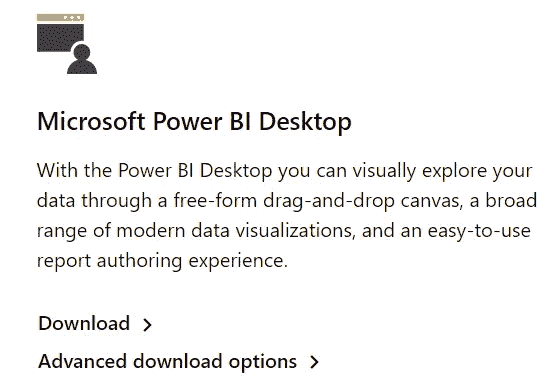 Microsoft Power BI Desktop
With the Power BI Desktop you can visually explore your
data through a free-form drag-and-drop canvas, a broad
range of modern data visualizations, and an easy-to-use
report authoring experience.
Download >
Advanced download options >